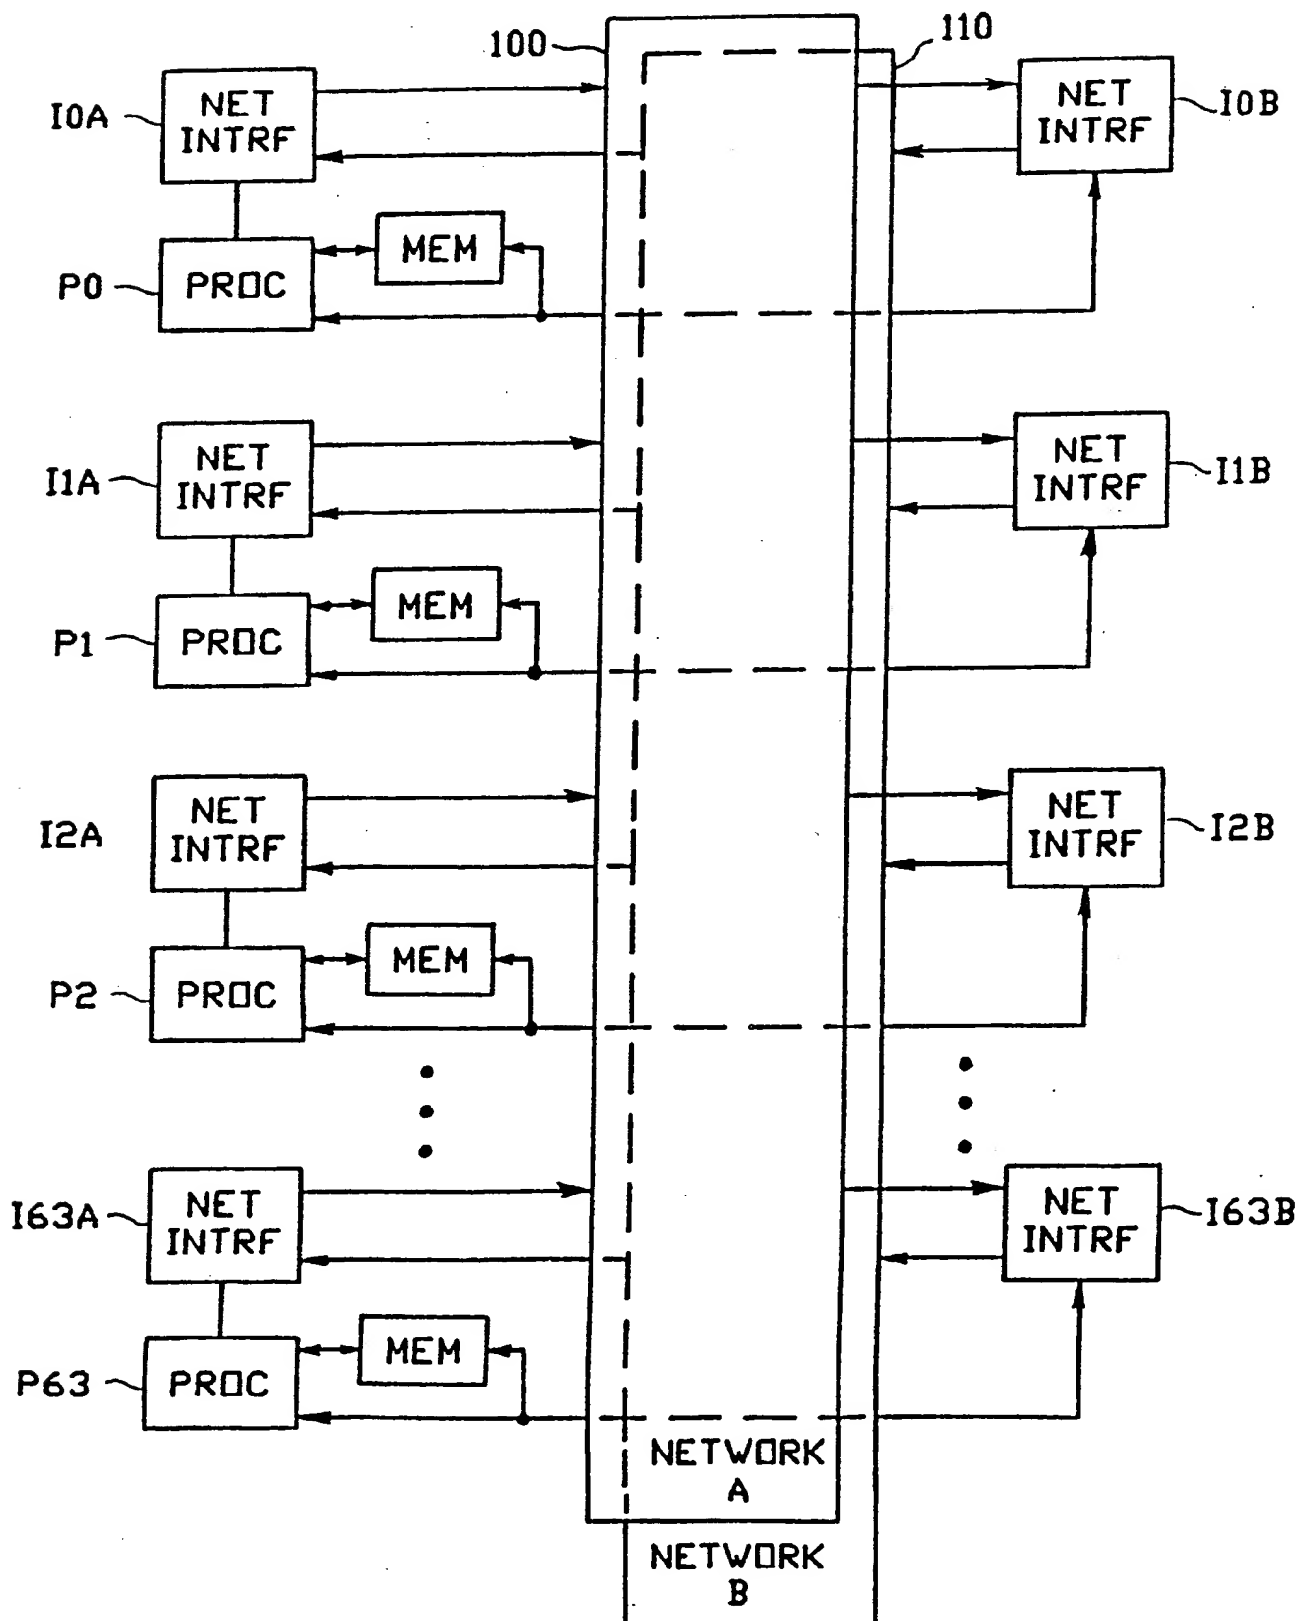 100
110
I0A
NET
INTRF
NET
INTRF
I0B
P0
PROC
MEM
I1A
NET
INTRF
NET
INTRF
I1B
P1
PROC
MEM
I2A
NET
INTRF
NET
INTRF
I2B
P2
PROC
MEM
I63A
NET
INTRF
NET
INTRF
I63B
P63
PROC
MEM
NETWORK
A
NETWORK
B